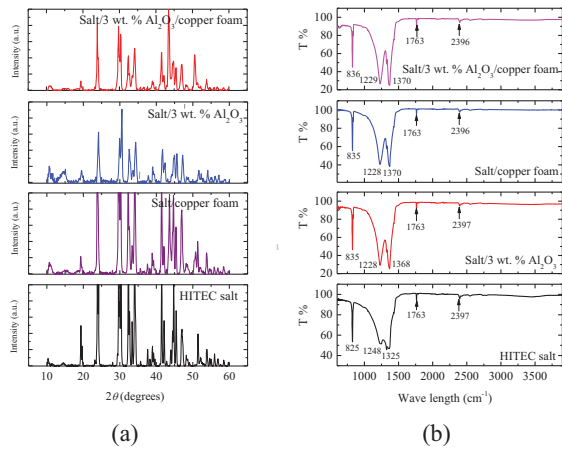 (a)
Intensity (a.u.)
Salt/3 wt. % Al₂O₃/copper foam
Intensity (a.u.)
Salt/3 wt. % Al₂O₃
Intensity (a.u.)
Salt/copper foam
Intensity (a.u.)
HITEC salt
0 10 20 30 40 50 60
2θ (degrees)
(b)
T %
100
80
60
40
20
836
1229
1370
1763
2396
Salt/3 wt. % Al₂O₃/copper foam
T %
100
80
60
40
20
835
1228
1370
1763
2396
Salt/copper foam
T %
100
80
60
40
20
835
1228
1368
1763
2397
Salt/3 wt. % Al₂O₃
T %
100
80
60
40
825
1248
1325
1763
2397
HITEC salt
1000 1500 2000 2500 3000 3500
Wave length (cm⁻¹)